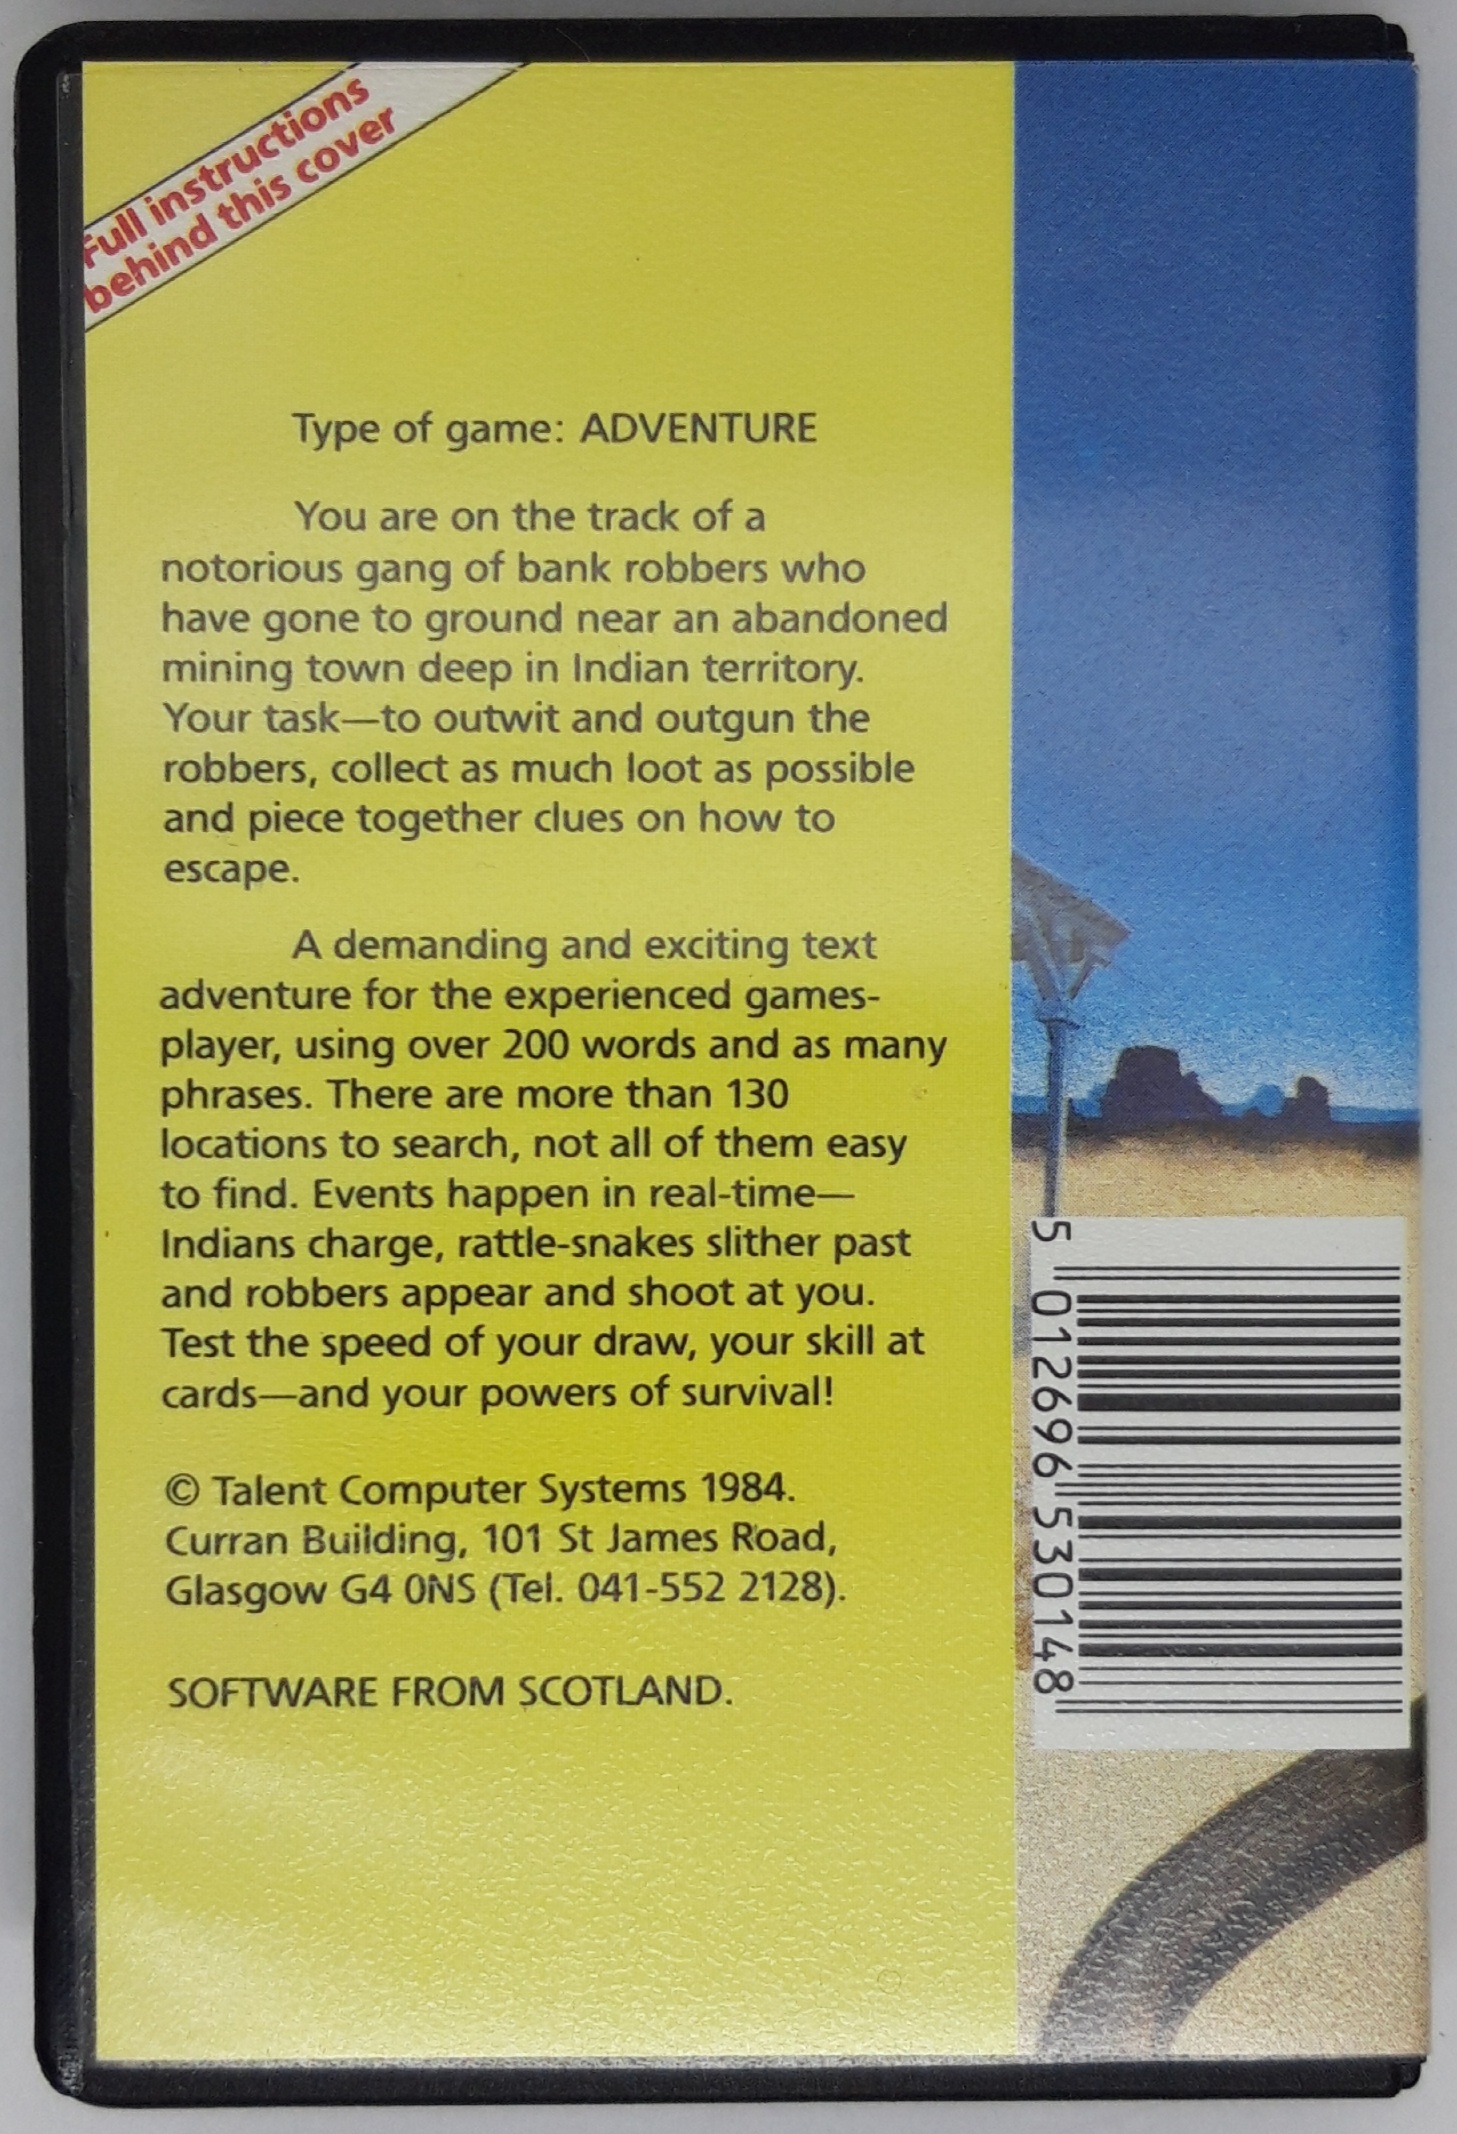 Full instructions
behind this cover
Type of game: ADVENTURE
You are on the track of a
notorious gang of bank robbers who
have gone to ground near an abandoned
mining town deep in Indian territory.
Your task—to outwit and outgun the
robbers, collect as much loot as possible
and piece together clues on how to
escape.
A demanding and exciting text
adventure for the experienced games-
player, using over 200 words and as many
phrases. There are more than 130
locations to search, not all of them easy
to find. Events happen in real-time—
Indians charge, rattle-snakes slither past
and robbers appear and shoot at you.
Test the speed of your draw, your skill at
cards—and your powers of survival!
© Talent Computer Systems 1984.
Curran Building, 101 St James Road,
Glasgow G4 0NS (Tel. 041-552 2128).
SOFTWARE FROM SCOTLAND.
5 012696 530148